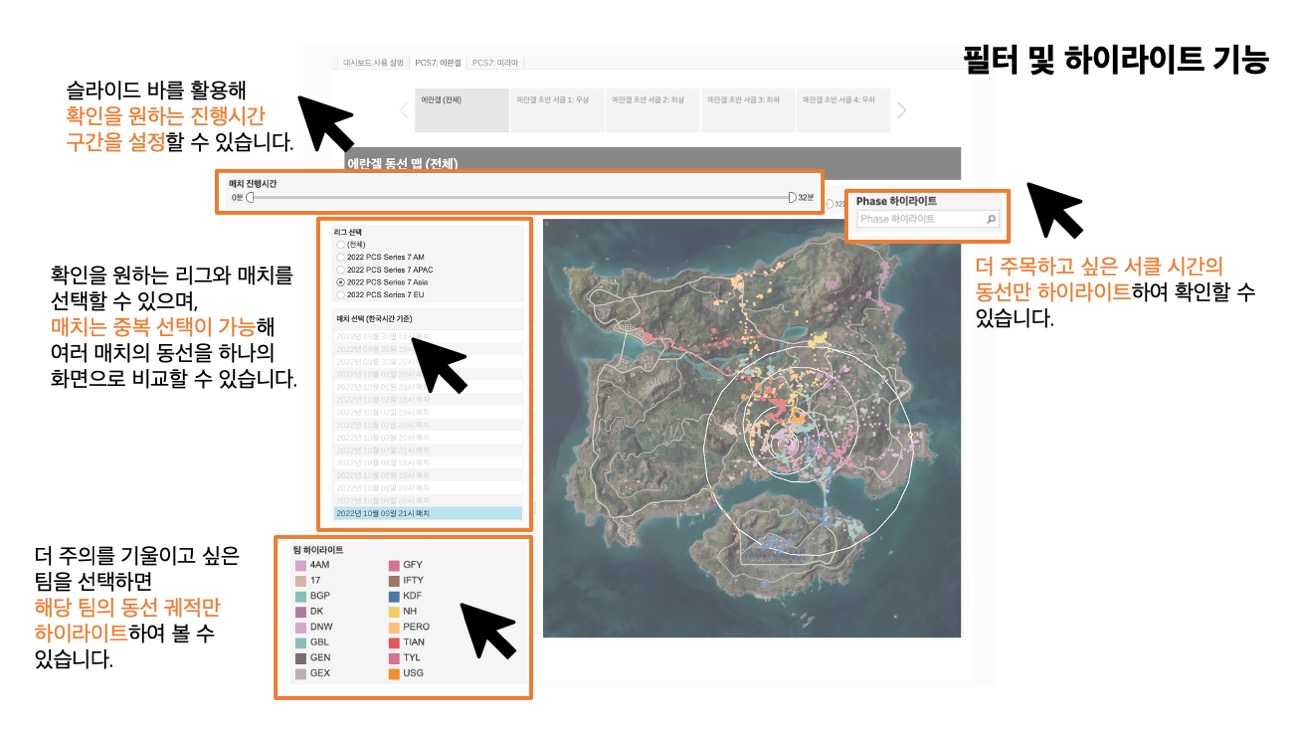 필터 및 하이라이트 기능
대시보드 사용 설명
PCS7: 에란겔
PCS7: 미라마
에란겔 (전체)
에란겔 초반 서클 1: 우상
에란겔 초반 서클 2: 좌상
에란겔 초반 서클 3: 좌하
에란겔 초반 서클 4: 우하
슬라이드 바를 활용해
확인을 원하는 진행시간
구간을 설정할 수 있습니다.
에란겔 동선 맵 (전체)
매치 진행시간
0분
32분
Phase 하이라이트
Phase 하이라이트
더 주목하고 싶은 서클 시간의
동선만 하이라이트하여 확인할 수
있습니다.
확인을 원하는 리그와 매치를
선택할 수 있으며,
매치는 중복 선택이 가능해
여러 매치의 동선을 하나의
화면으로 비교할 수 있습니다.
리그 선택
(전체)
2022 PCS Series 7 AM
2022 PCS Series 7 APAC
2022 PCS Series 7 Asia
2022 PCS Series 7 EU
매치 선택 (한국시간 기준)
2022년 09월 30일 18시 매치
2022년 09월 30일 19시
2022년 09월 30일 20시
2022년 10월 01일 20시
2022년 10월 01일 21시
2022년 10월 02일 18시 매치
2022년 10월 02일 19시 매치
2022년 10월 02일 20시 매치
2022년 10월 07일 20시 매치
2022년 10월 07일 21시 매치
2022년 10월 08일 18시 매치
2022년 10월 08일 19시 매치
2022년 10월 08일 20시 매치
2022년 10월 09일 20시 매치
2022년 10월 09일 21시 매치
더 주의를 기울이고 싶은
팀을 선택하면
해당 팀의 동선 궤적만
하이라이트하여 볼 수
있습니다.
팀 하이라이트
4AM
17
BGP
DK
DNW
GBL
GEN
GEX
GFY
IFTY
KDF
NH
PERO
TIAN
TYL
USG